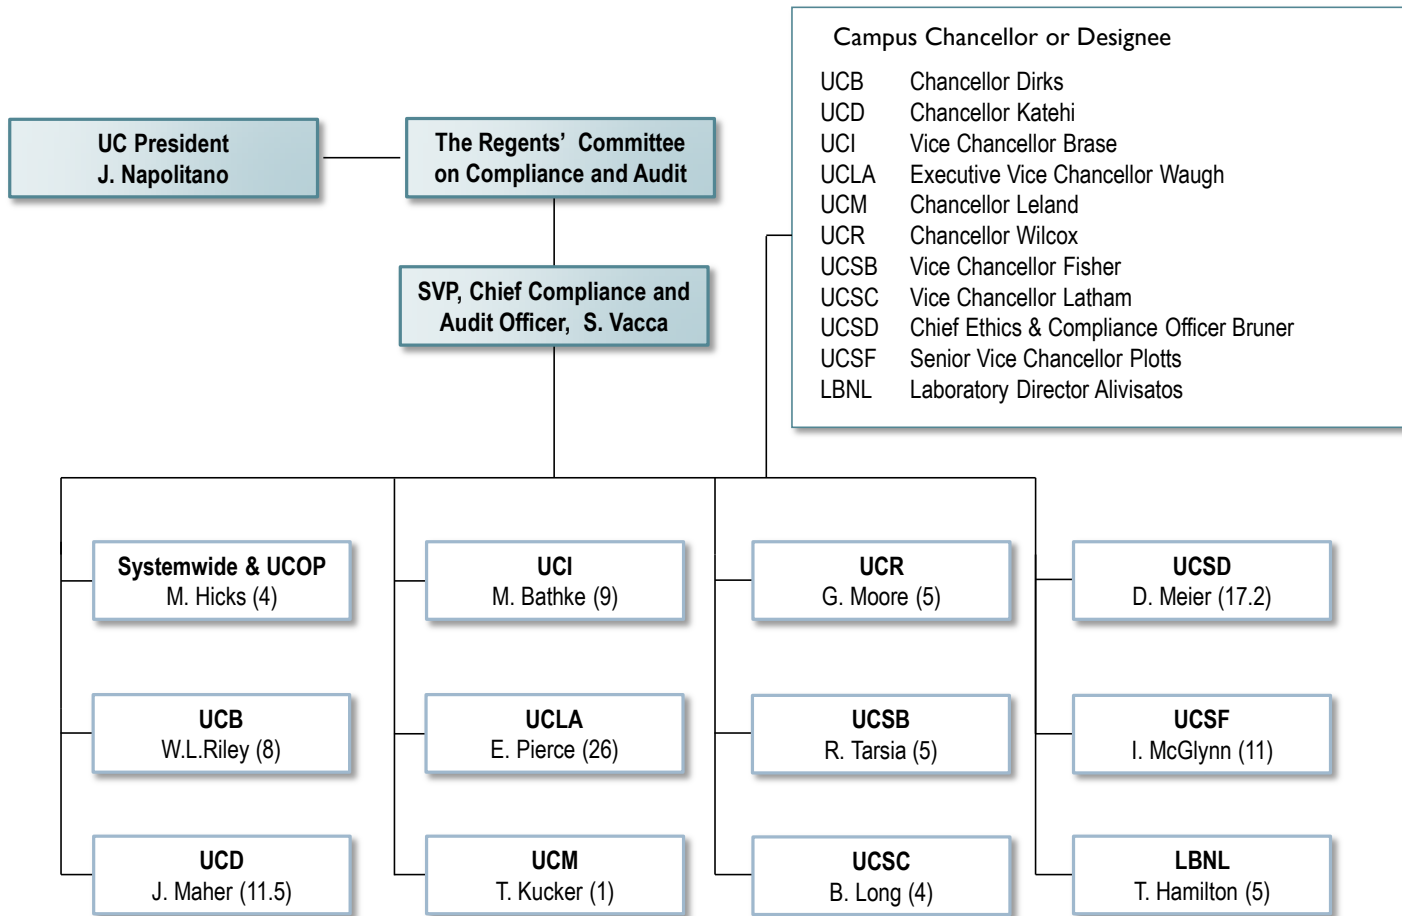 Campus Chancellor or Designee
UCB Chancellor Dirks
UCD Chancellor Katehi
UCI Vice Chancellor Brase
UCLA Executive Vice Chancellor Waugh
UCM Chancellor Leland
UCR Chancellor Wilcox
UCSB Vice Chancellor Fisher
UCSC Vice Chancellor Latham
UCSD Chief Ethics & Compliance Officer Bruner
UCSF Senior Vice Chancellor Plotts
LBNL Laboratory Director Alivisatos
UC President
J. Napolitano
The Regents’ Committee
on Compliance and Audit
SVP, Chief Compliance and
Audit Officer, S. Vacca
Systemwide & UCOP
M. Hicks (4)
UCI
M. Bathke (9)
UCR
G. Moore (5)
UCSD
D. Meier (17.2)
UCB
W.L.Riley (8)
UCLA
E. Pierce (26)
UCSB
R. Tarsia (5)
UCSF
I. McGlynn (11)
UCD
J. Maher (11.5)
UCM
T. Kucker (1)
UCSC
B. Long (4)
LBNL
T. Hamilton (5)